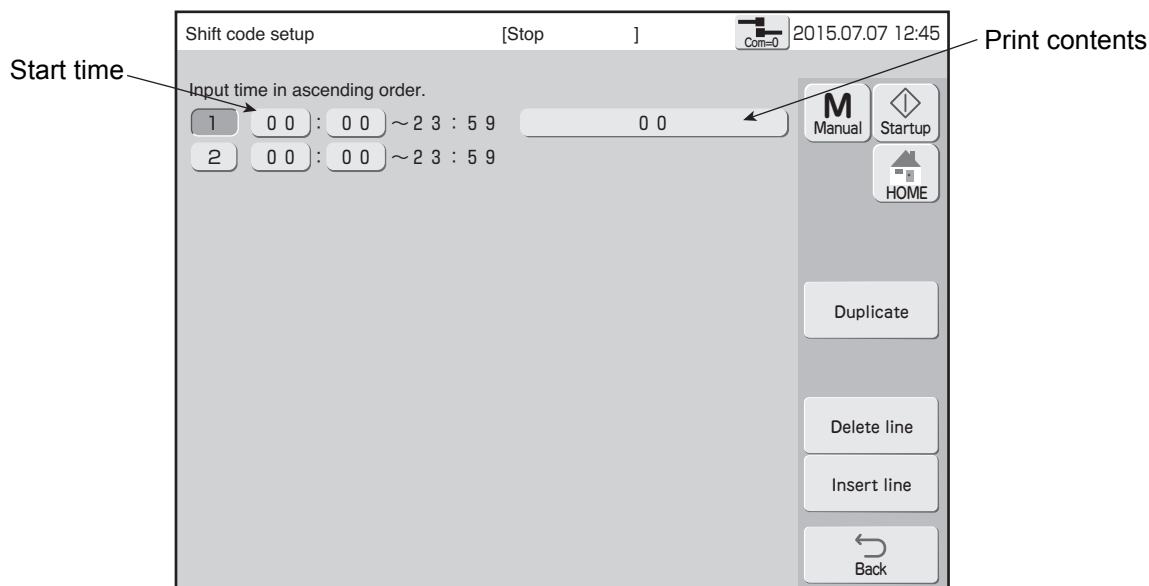 Shift code setup [Stop ] Com=0 2015.07.07 12:45
Print contents
Start time
Input time in ascending order.
1 00 : 00 ~23:59 00
2 00 : 00 ~23:59
M
Manual
Startup
HOME
Duplicate
Delete line
Insert line
Back